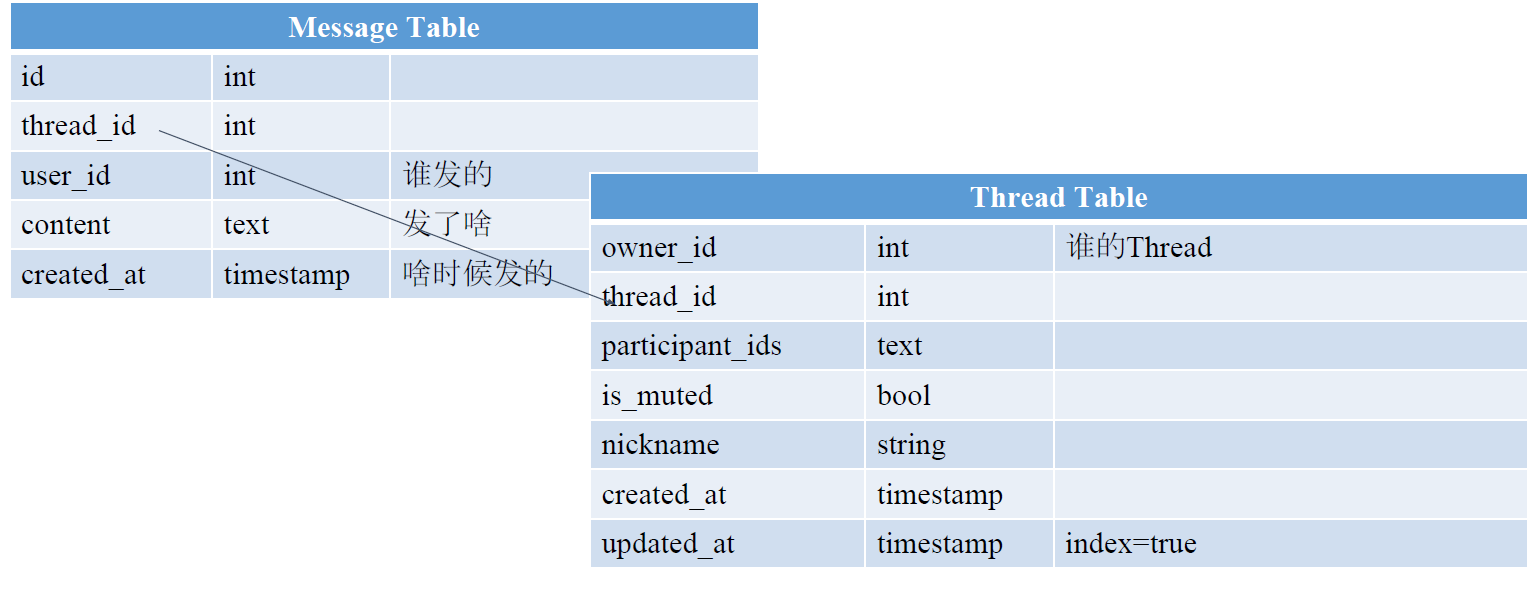 Message Table
id int
thread_id int
user_id int 谁发的
content text 发了啥
created_at timestamp 啥时候发的
Thread Table
owner_id int 谁的Thread
thread_id int
participant_ids text
is_muted bool
nickname string
created_at timestamp
updated_at timestamp index=true